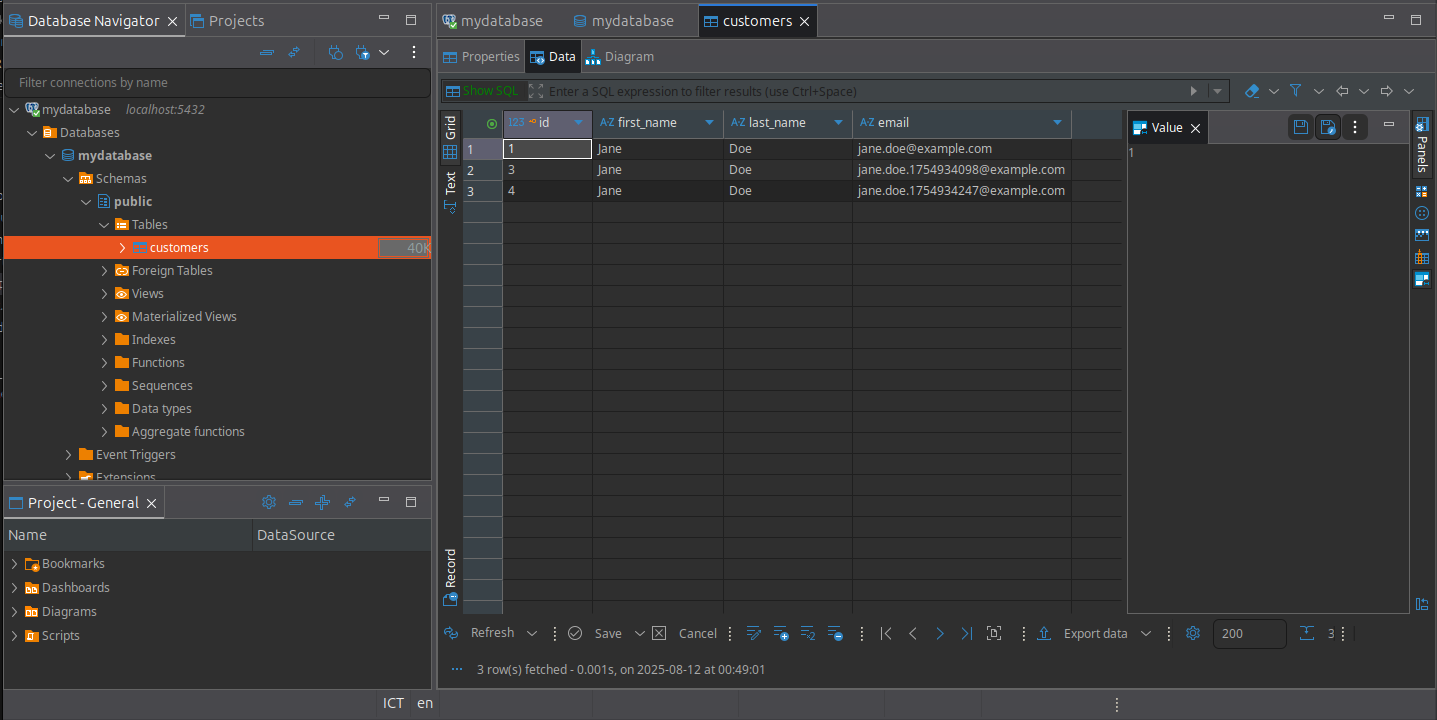 Database Navigator
Projects
Filter connections by name
mydatabase localhost:5432
Databases
mydatabase
Schemas
public
Tables
customers 40K
Foreign Tables
Views
Materialized Views
Indexes
Functions
Sequences
Data types
Aggregate functions
Event Triggers
Extensions
Project - General
Name DataSource
Bookmarks
Dashboards
Diagrams
Scripts
mydatabase mydatabase customers
Properties Data Diagram
Show SQL Enter a SQL expression to filter results (use Ctrl+Space)
Grid
Text
Record
123 id A-Z first_name A-Z last_name A-Z email
1 1 Jane Doe jane.doe@example.com
2 3 Jane Doe jane.doe.1754934098@example.com
3 4 Jane Doe jane.doe.1754934247@example.com
Value
1
Panels
Refresh Save Cancel Export data 200 3
3 row(s) fetched - 0.001s, on 2025-08-12 at 00:49:01
ICT en